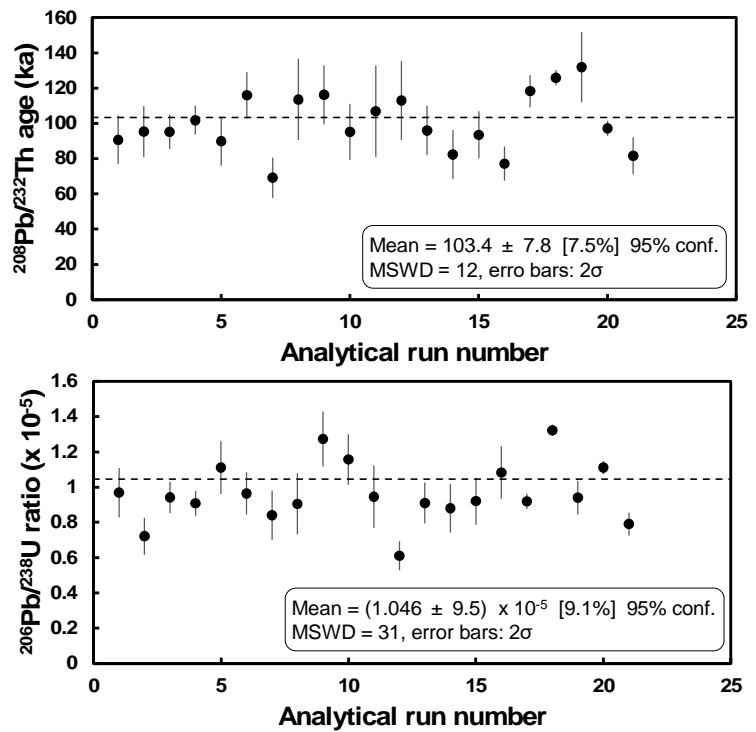 160
140
120
100
80
60
40
20
0
²⁰⁸Pb/²³²Th age (ka)
Mean = 103.4 ± 7.8 [7.5%] 95% conf.
MSWD = 12, erro bars: 2σ
0 5 10 15 20 25
Analytical run number
1.6
1.4
1.2
1
0.8
0.6
0.4
0.2
0
²⁰⁶Pb/²³⁸U ratio (x 10⁻⁵)
Mean = (1.046 ± 9.5) x 10⁻⁵ [9.1%] 95% conf.
MSWD = 31, error bars: 2σ
0 5 10 15 20 25
Analytical run number